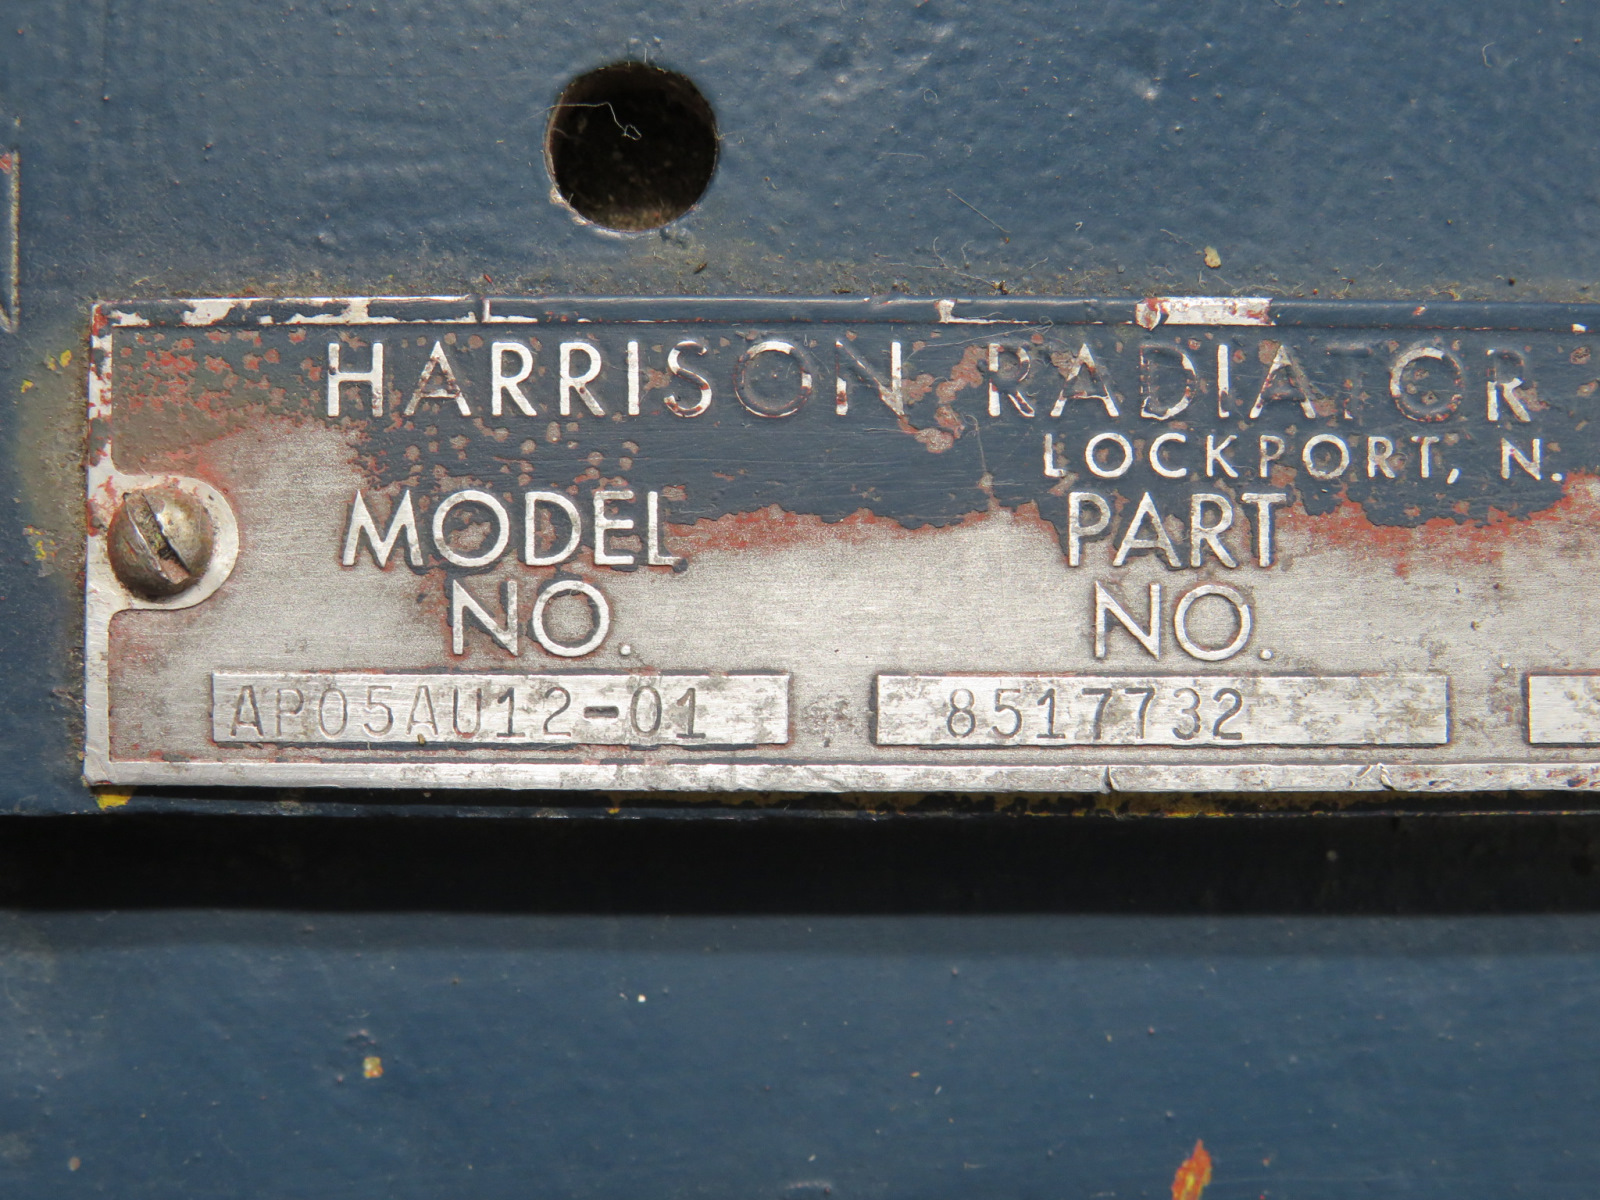 HARRISON RADIATOR
LOCKPORT, N.
MODEL PART
NO. NO.
AP05AU12-01 8517732